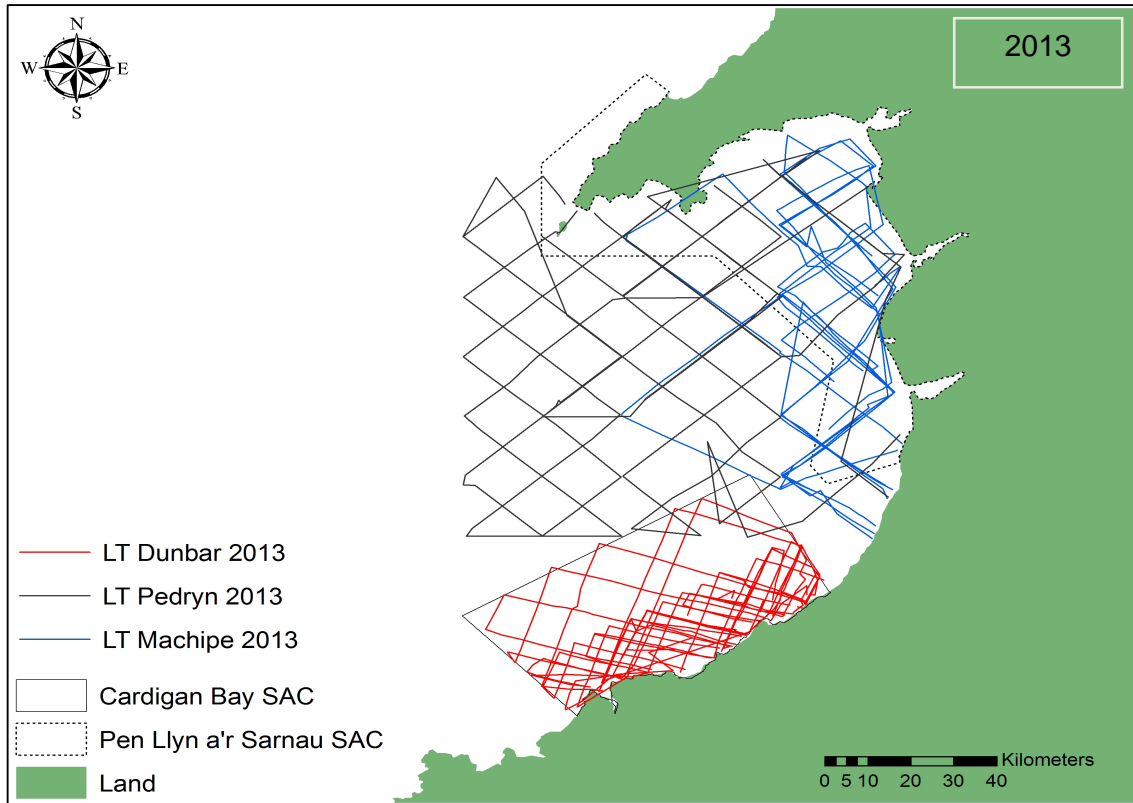 N
W E
S
2013
LT Dunbar 2013
LT Pedryn 2013
LT Machipe 2013
Cardigan Bay SAC
Pen Llyn a'r Sarnau SAC
Land
Kilometers
0 5 10 20 30 40